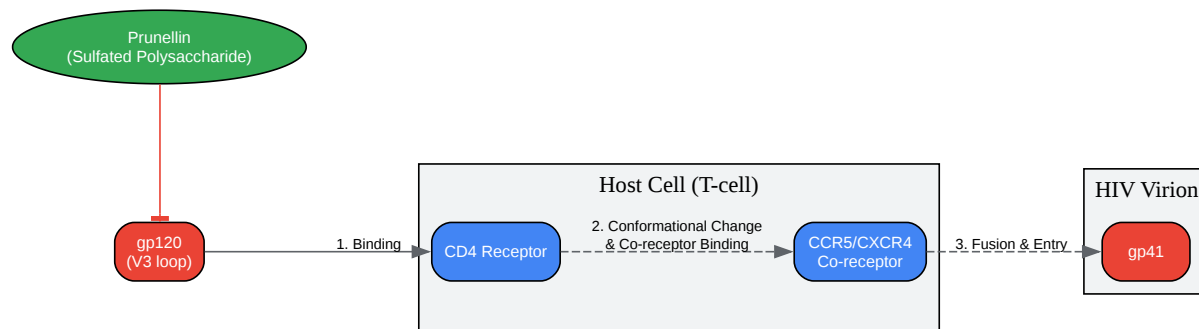 Prunellin
(Sulfated Polysaccharide)
Host Cell (T-cell)
HIV Virion
gp120
(V3 loop)
1. Binding
CD4 Receptor
2. Conformational Change
& Co-receptor Binding
CCR5/CXCR4
Co-receptor
3. Fusion & Entry
gp41